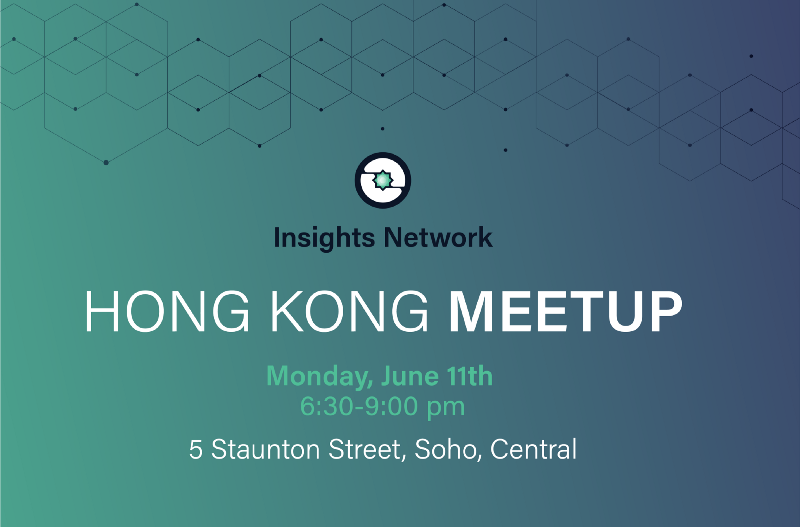 Insights Network
HONG KONG MEETUP
Monday, June 11th
6:30-9:00 pm
5 Staunton Street, Soho, Central